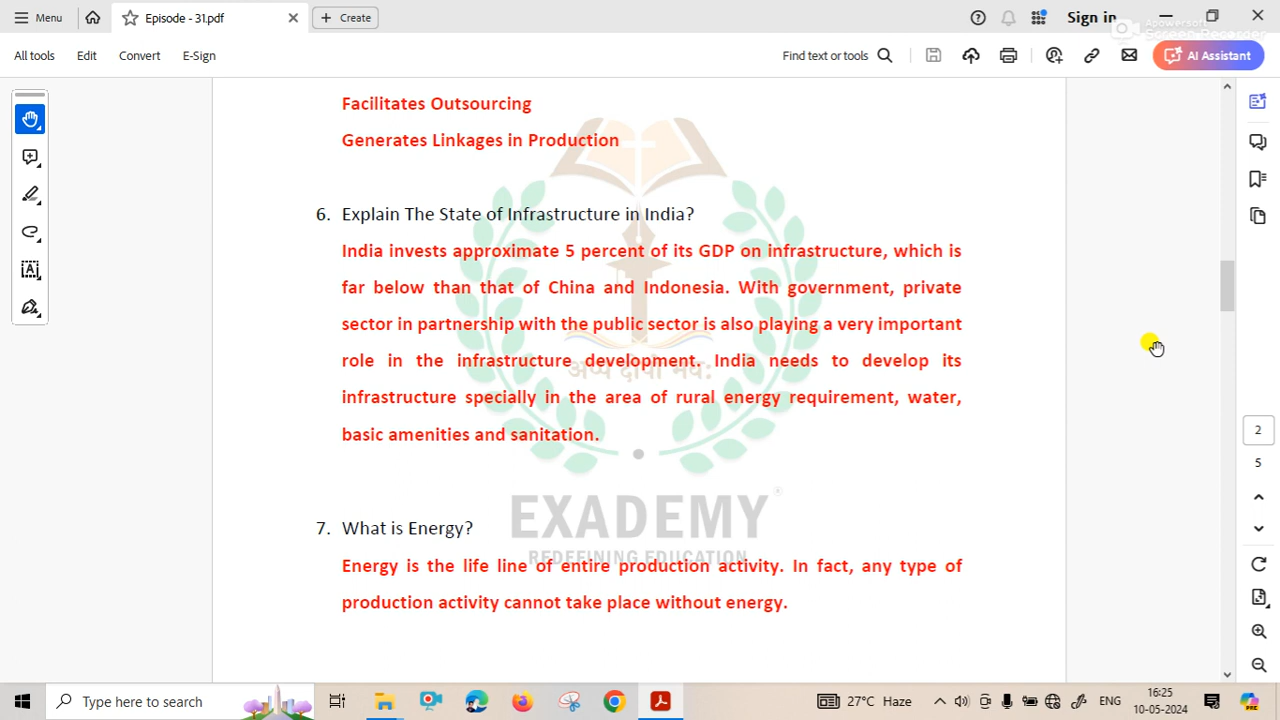 Menu
Episode - 31.pdf
Create
Sign in
Apowersoft
Screen Recorder
All tools
Edit
Convert
E-Sign
Find text or tools
AI Assistant
Facilitates Outsourcing
Generates Linkages in Production
6. Explain The State of Infrastructure in India?
India invests approximate 5 percent of its GDP on infrastructure, which is
far below than that of China and Indonesia. With government, private
sector in partnership with the public sector is also playing a very important
role in the infrastructure development. India needs to develop its
infrastructure specially in the area of rural energy requirement, water,
basic amenities and sanitation.
EXADEMY
REDEFINING EDUCATION
7. What is Energy?
Energy is the life line of entire production activity. In fact, any type of
production activity cannot take place without energy.
2
5
Type here to search
27°C Haze
ENG
16:25
10-05-2024
PRE